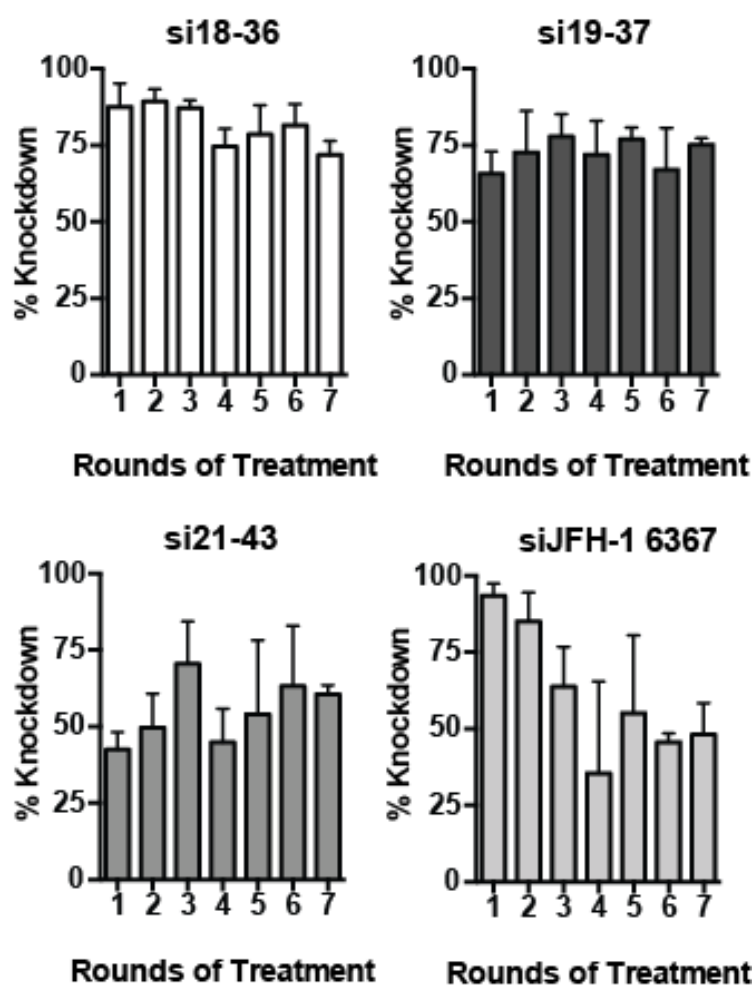 si18-36
% Knockdown
100
75
50
25
0
1 2 3 4 5 6 7
Rounds of Treatment
si19-37
% Knockdown
100
75
50
25
0
1 2 3 4 5 6 7
Rounds of Treatment
si21-43
% Knockdown
100
75
50
25
0
1 2 3 4 5 6 7
Rounds of Treatment
siJFH-1 6367
% Knockdown
100
75
50
25
0
1 2 3 4 5 6 7
Rounds of Treatment